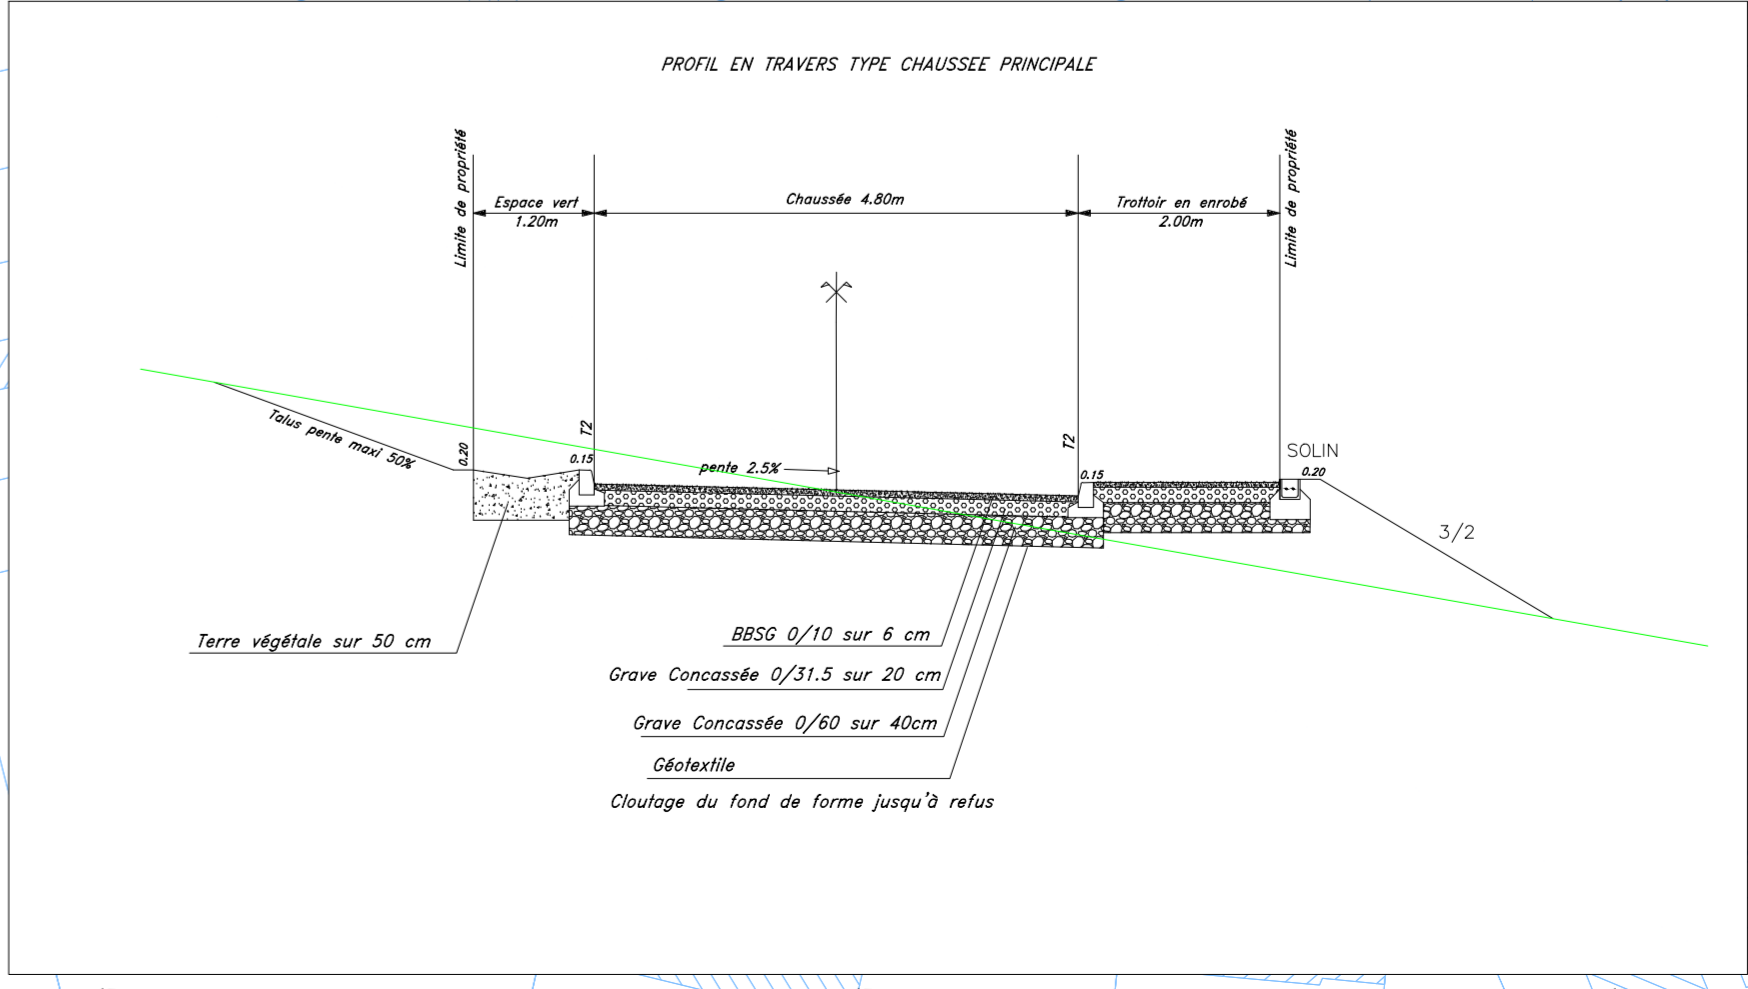 PROFIL EN TRAVERS TYPE CHAUSSEE PRINCIPALE
Limite de propriété
Espace vert
1.20m
Chaussée 4.80m
Trottoir en enrobé
2.00m
Limite de propriété
Talus pente maxi 50%
0.20
T2
0.15
pente 2.5%
T2
0.15
SOLIN
0.20
3/2
Terre végétale sur 50 cm
BBSG 0/10 sur 6 cm
Grave Concassée 0/31.5 sur 20 cm
Grave Concassée 0/60 sur 40cm
Géotextile
Cloutage du fond de forme jusqu'à refus